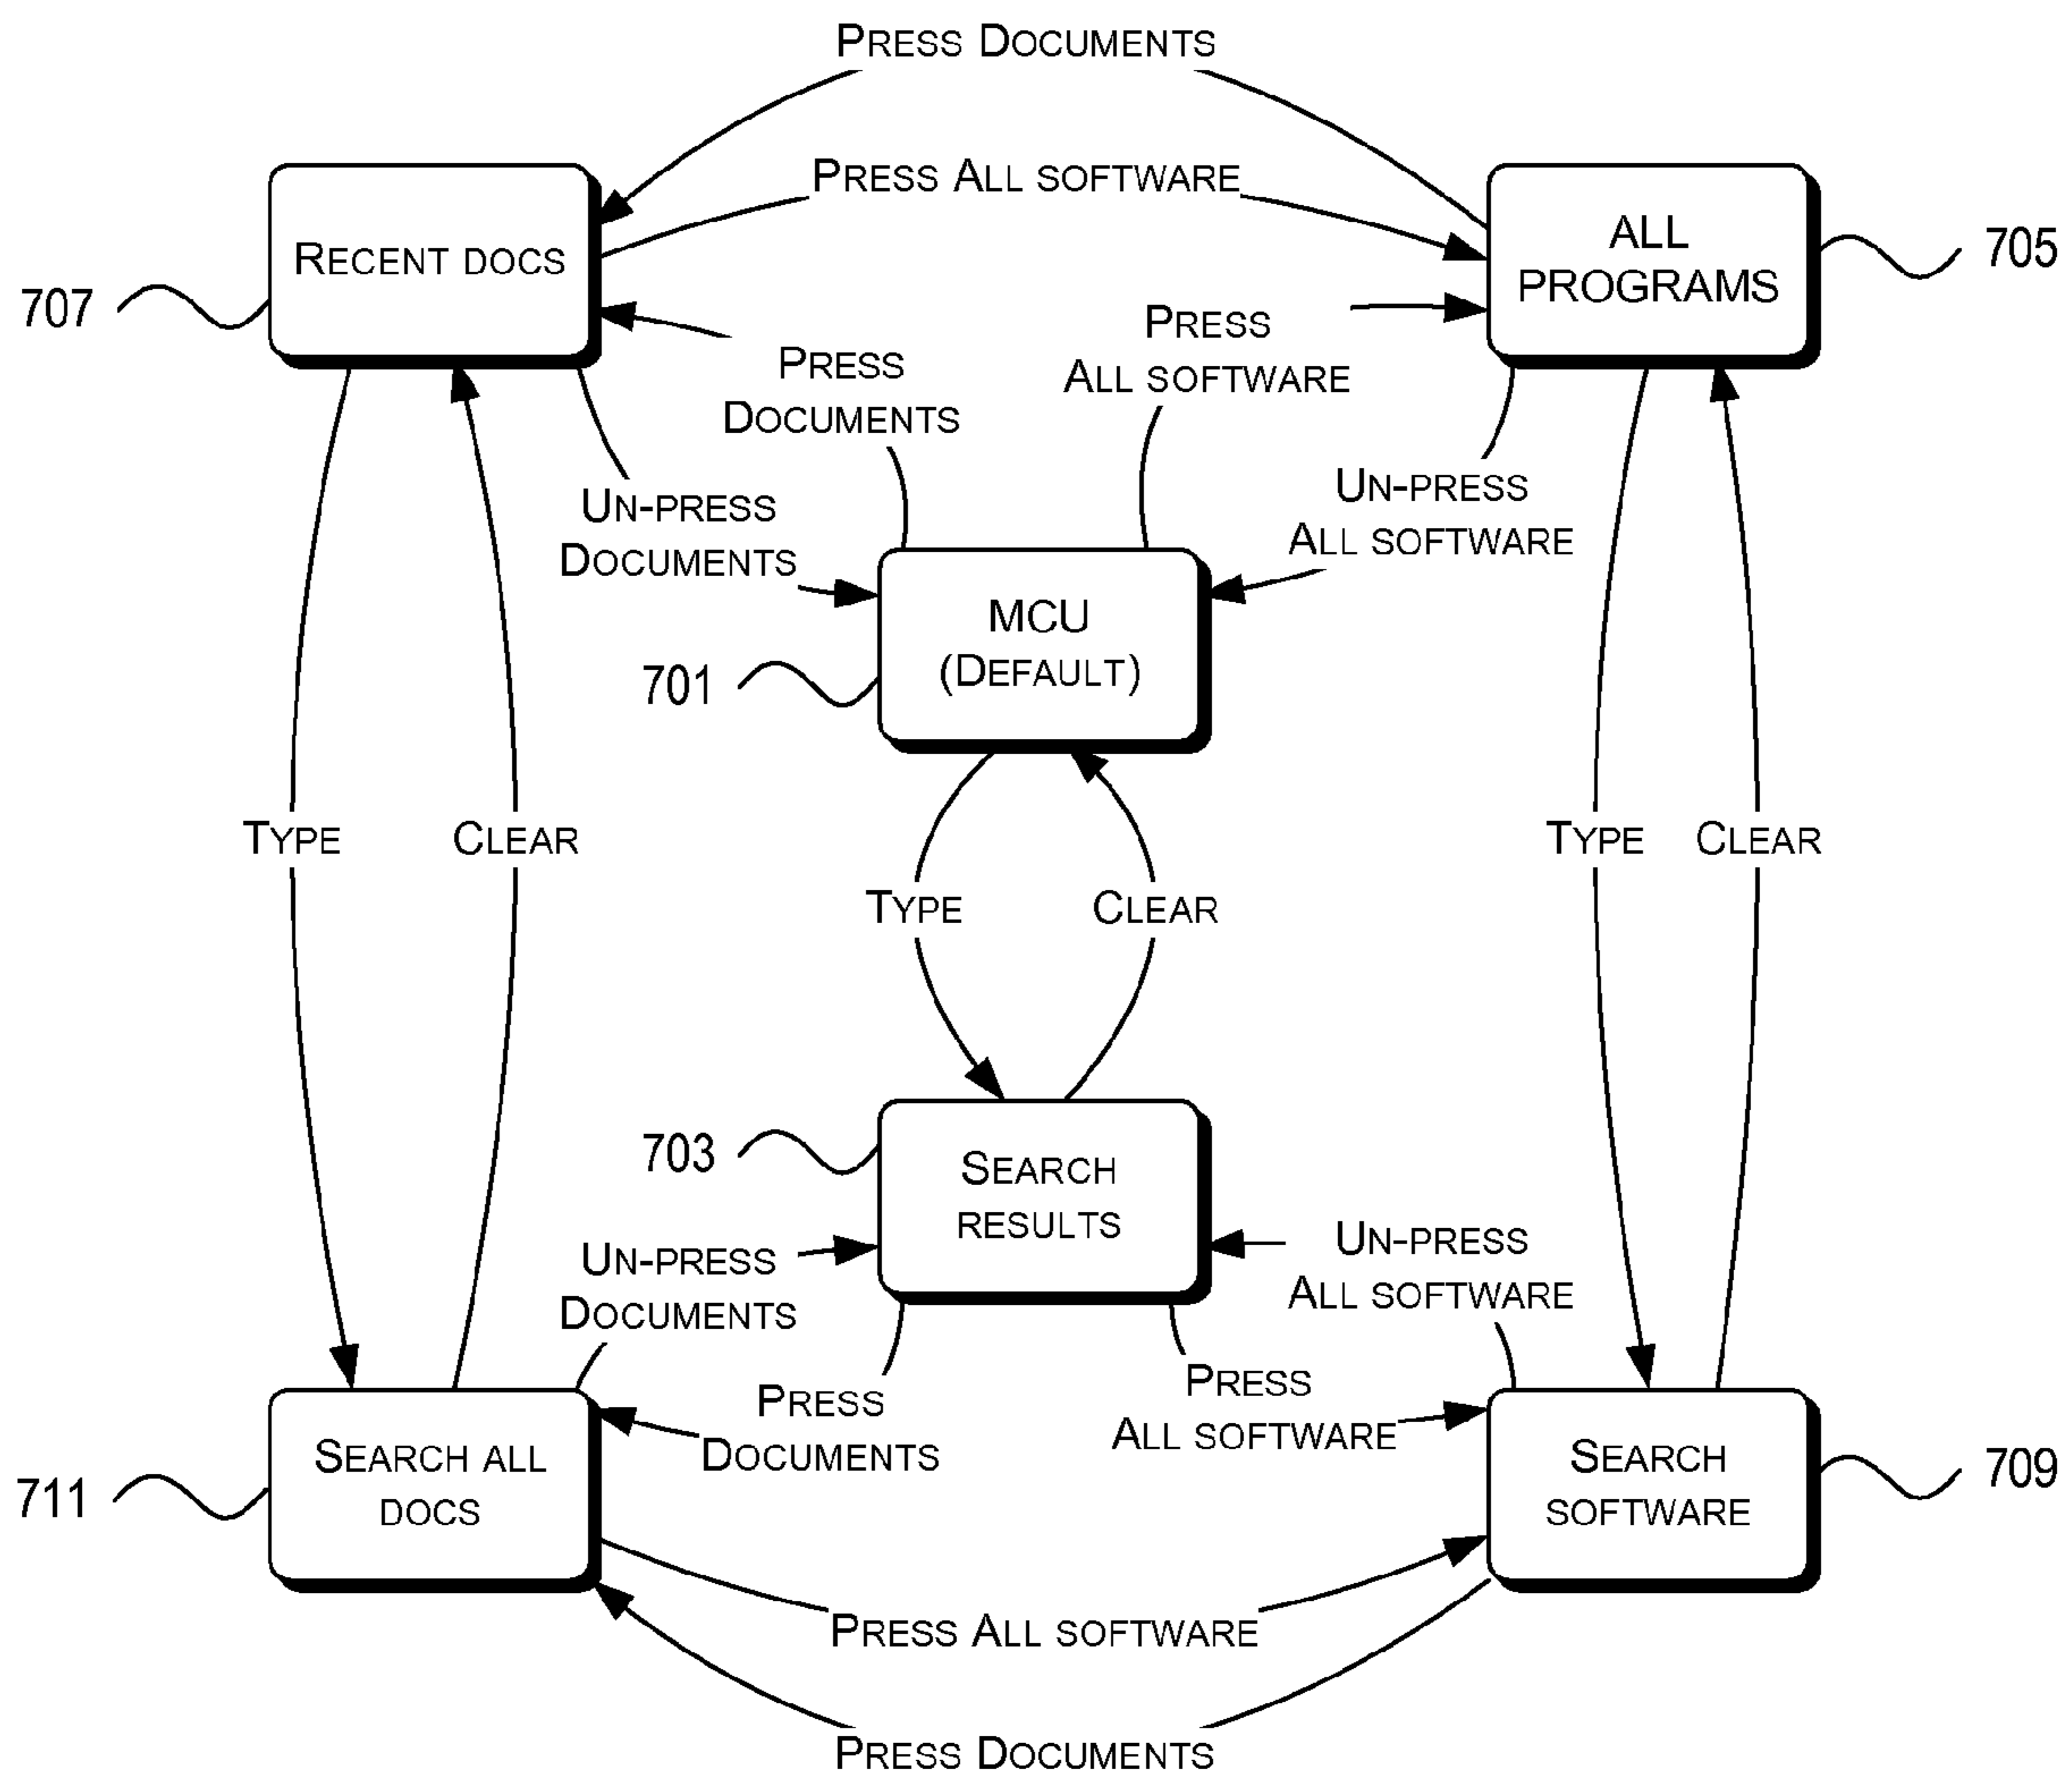 Press Documents
Press All software
Recent docs
ALL
PROGRAMS
705
707
Press
All software
Press
Documents
Un-press
All software
Un-press
Documents
MCU
(Default)
701
Type
Clear
Type
Clear
Type
Clear
703
Search
results
Un-press
All software
Un-press
Documents
Press
All software
Press
Documents
Search all
docs
711
Search
software
709
Press All software
Press Documents